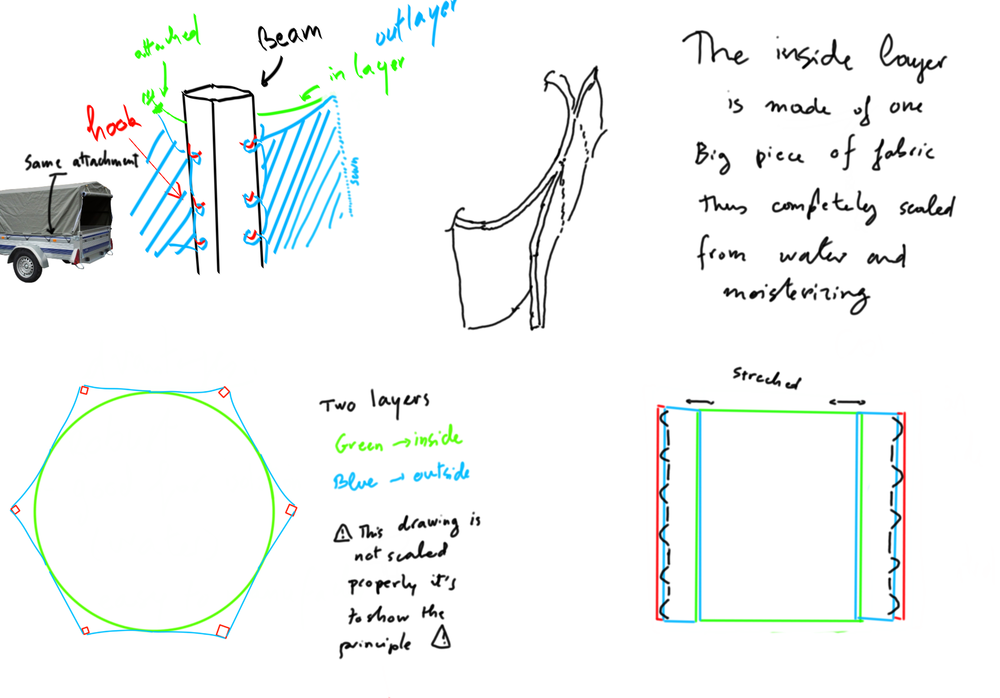 attached
Beam
outlayer
in layer
hook
Same attachment
sewn
The inside layer
is made of one
Big piece of fabric
thus completely sealed
from water and
moisterizing
Two layers
Green → inside
Blue → outside
⚠ This drawing is
not scaled
properly it's
to show the
principle ⚠
streched